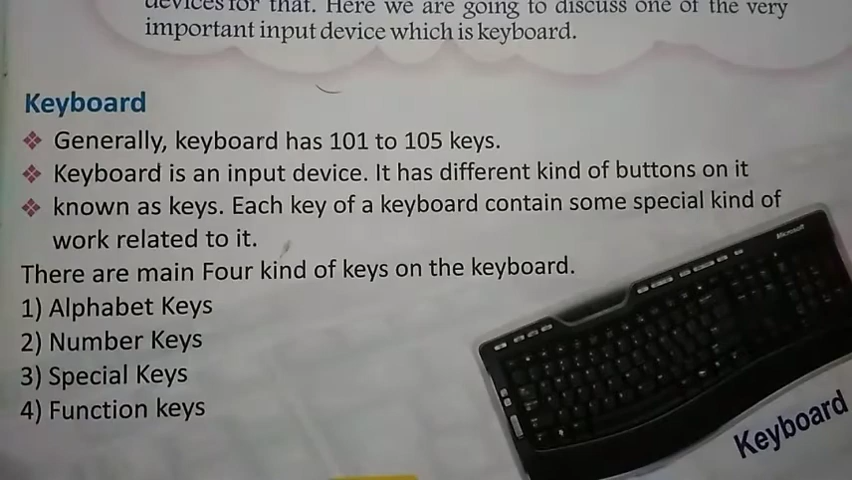 devices for that. Here we are going to discuss one of the very
important input device which is keyboard.
Keyboard
❖ Generally, keyboard has 101 to 105 keys.
❖ Keyboard is an input device. It has different kind of buttons on it
❖ known as keys. Each key of a keyboard contain some special kind of
work related to it.
There are main Four kind of keys on the keyboard.
1) Alphabet Keys
2) Number Keys
3) Special Keys
4) Function keys
Microsoft
Keyboard